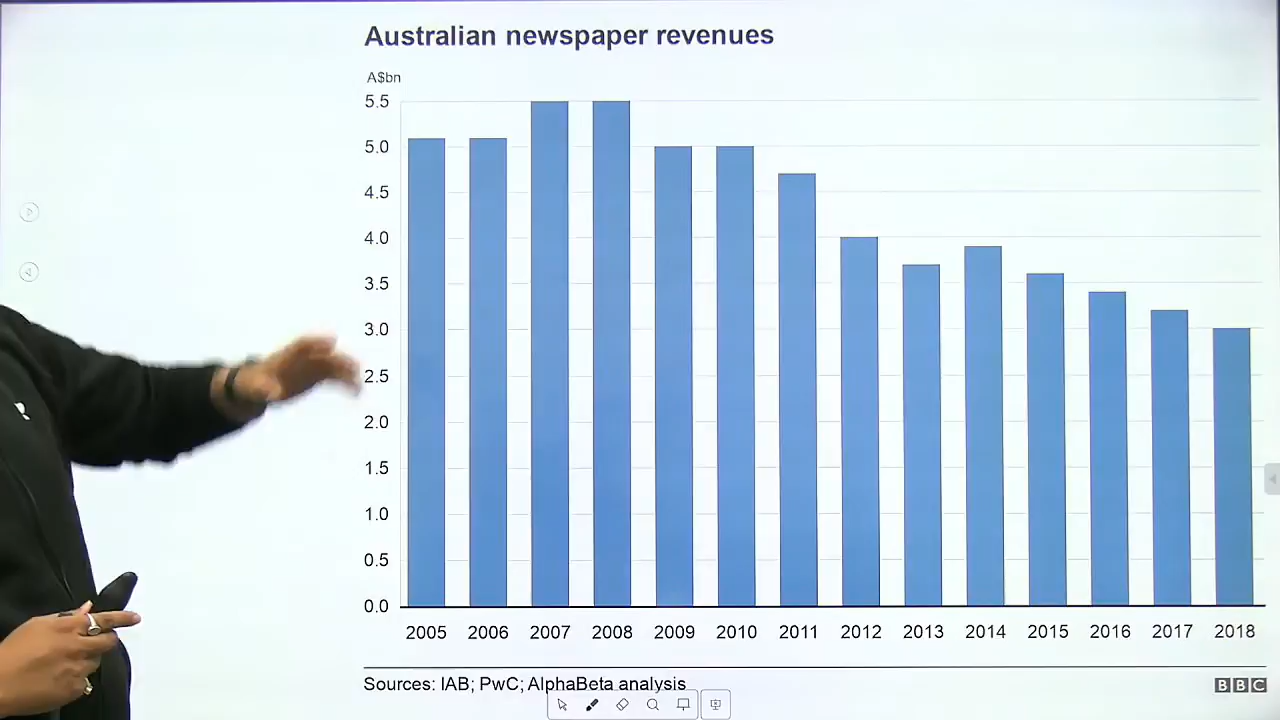 Australian newspaper revenues
A$bn
5.5
5.0
4.5
4.0
3.5
3.0
2.5
2.0
1.5
1.0
0.5
0.0
2005 2006 2007 2008 2009 2010 2011 2012 2013 2014 2015 2016 2017 2018
Sources: IAB; PwC; AlphaBeta analysis
BBC